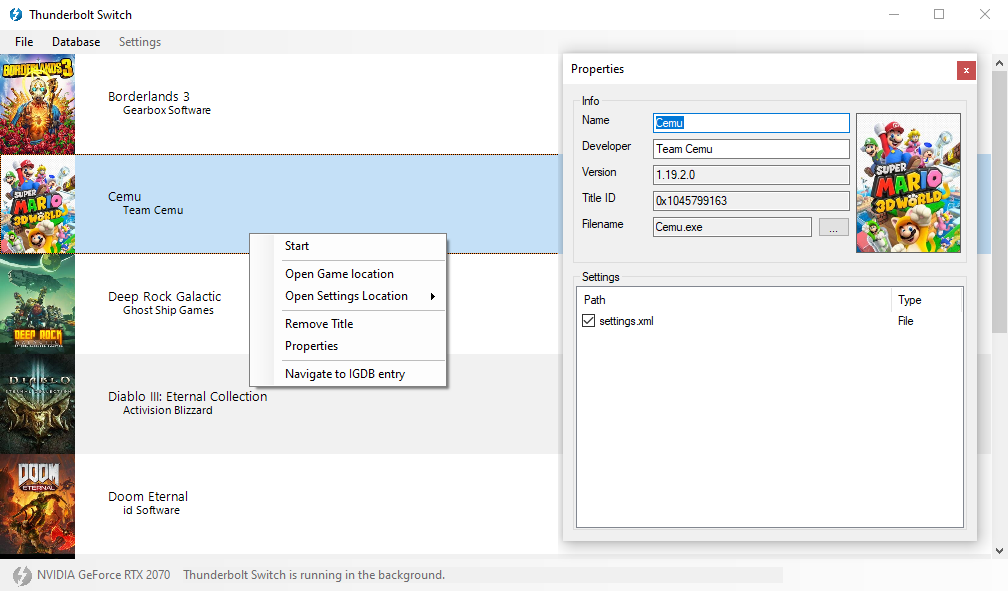 Thunderbolt Switch
File Database Settings
BORDERLANDS 3
Borderlands 3
Gearbox Software
SUPER
MARIO
3D WORLD
Cemu
Team Cemu
DEEP ROCK
GALACTIC
Deep Rock Galactic
Ghost Ship Games
DIABLO
Diablo III: Eternal Collection
Activision Blizzard
DOOM
ETERNAL
Doom Eternal
id Software
Start
Open Game location
Open Settings Location
Remove Title
Properties
Navigate to IGDB entry
Properties
x
Info
Name Cemu
Developer Team Cemu
Version 1.19.2.0
Title ID 0x1045799163
Filename Cemu.exe ...
SUPER
MARIO
3D WORLD
Settings
Path Type
settings.xml File
NVIDIA GeForce RTX 2070 Thunderbolt Switch is running in the background.